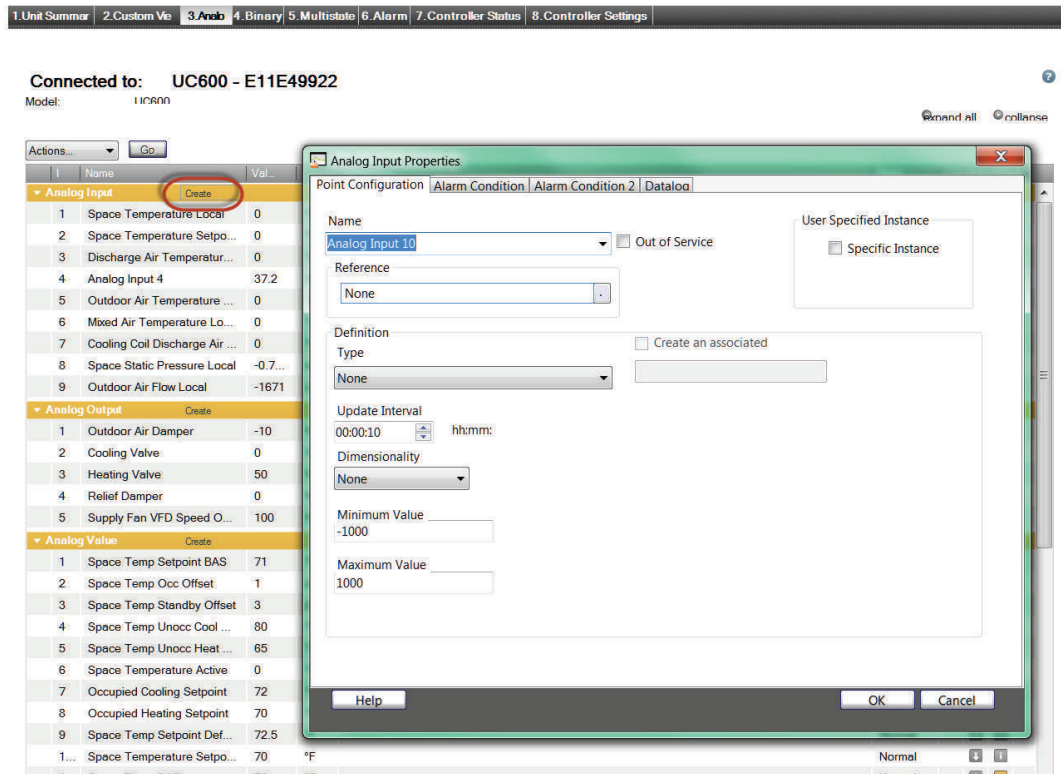 1.Unit Summar 2.Custom Vie 3.Analo 4.Binary 5.Multistate 6.Alarm 7.Controller Status 8.Controller Settings
Connected to: UC600 - E11E49922
Model: UC600
expand all collapse
Actions... Go
I Name Val...
Analog Input Create
1 Space Temperature Local 0
2 Space Temperature Setpo... 0
3 Discharge Air Temperatur... 0
4 Analog Input 4 37.2
5 Outdoor Air Temperature ... 0
6 Mixed Air Temperature Lo... 0
7 Cooling Coil Discharge Air ... 0
8 Space Static Pressure Local -0.7...
9 Outdoor Air Flow Local -1671
Analog Output Create
1 Outdoor Air Damper -10
2 Cooling Valve 0
3 Heating Valve 50
4 Relief Damper 0
5 Supply Fan VFD Speed O... 100
Analog Value Create
1 Space Temp Setpoint BAS 71
2 Space Temp Occ Offset 1
3 Space Temp Standby Offset 3
4 Space Temp Unocc Cool ... 80
5 Space Temp Unocc Heat ... 65
6 Space Temperature Active 0
7 Occupied Cooling Setpoint 72
8 Occupied Heating Setpoint 70
9 Space Temp Setpoint Def... 72.5
1... Space Temperature Setpo... 70 °F Normal
Analog Input Properties X
Point Configuration Alarm Condition Alarm Condition 2 Datalog
Name
Analog Input 10 Out of Service
User Specified Instance
Specific Instance
Reference
None .
Definition
Type
None
Create an associated
Update Interval
00:00:10 hh:mm:
Dimensionality
None
Minimum Value
-1000
Maximum Value
1000
Help OK Cancel